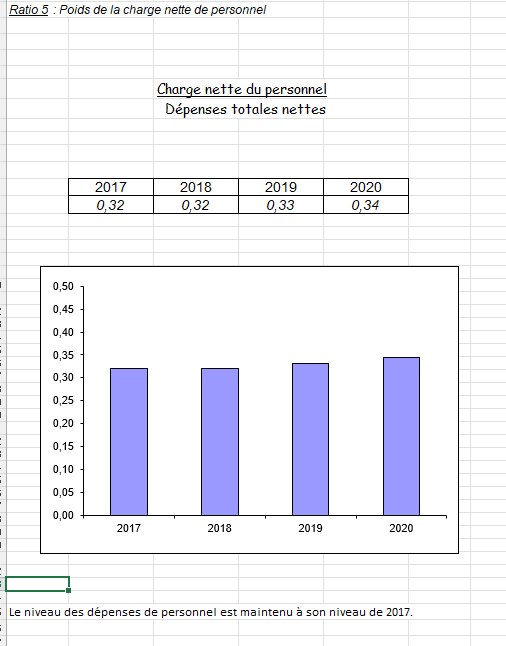 Ratio 5 : Poids de la charge nette de personnel
Charge nette du personnel
Dépenses totales nettes
2017 2018 2019 2020
0,32 0,32 0,33 0,34
0,50
0,45
0,40
0,35
0,30
0,25
0,20
0,15
0,10
0,05
0,00
2017 2018 2019 2020
Le niveau des dépenses de personnel est maintenu à son niveau de 2017.